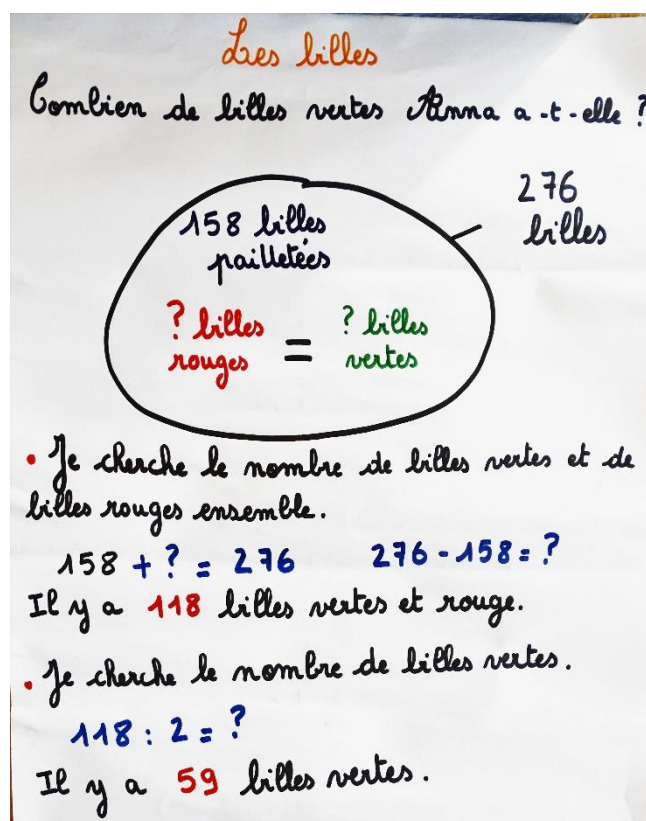 Les billes
Combien de billes vertes Anna a-t-elle ?
276
billes
158 billes
pailletées
? billes
rouges
=
? billes
vertes
• Je cherche le nombre de billes vertes et de
billes rouges ensemble.
158 + ? = 276 276 - 158 = ?
Il y a 118 billes vertes et rouge.
• Je cherche le nombre de billes vertes.
118 : 2 = ?
Il y a 59 billes vertes.